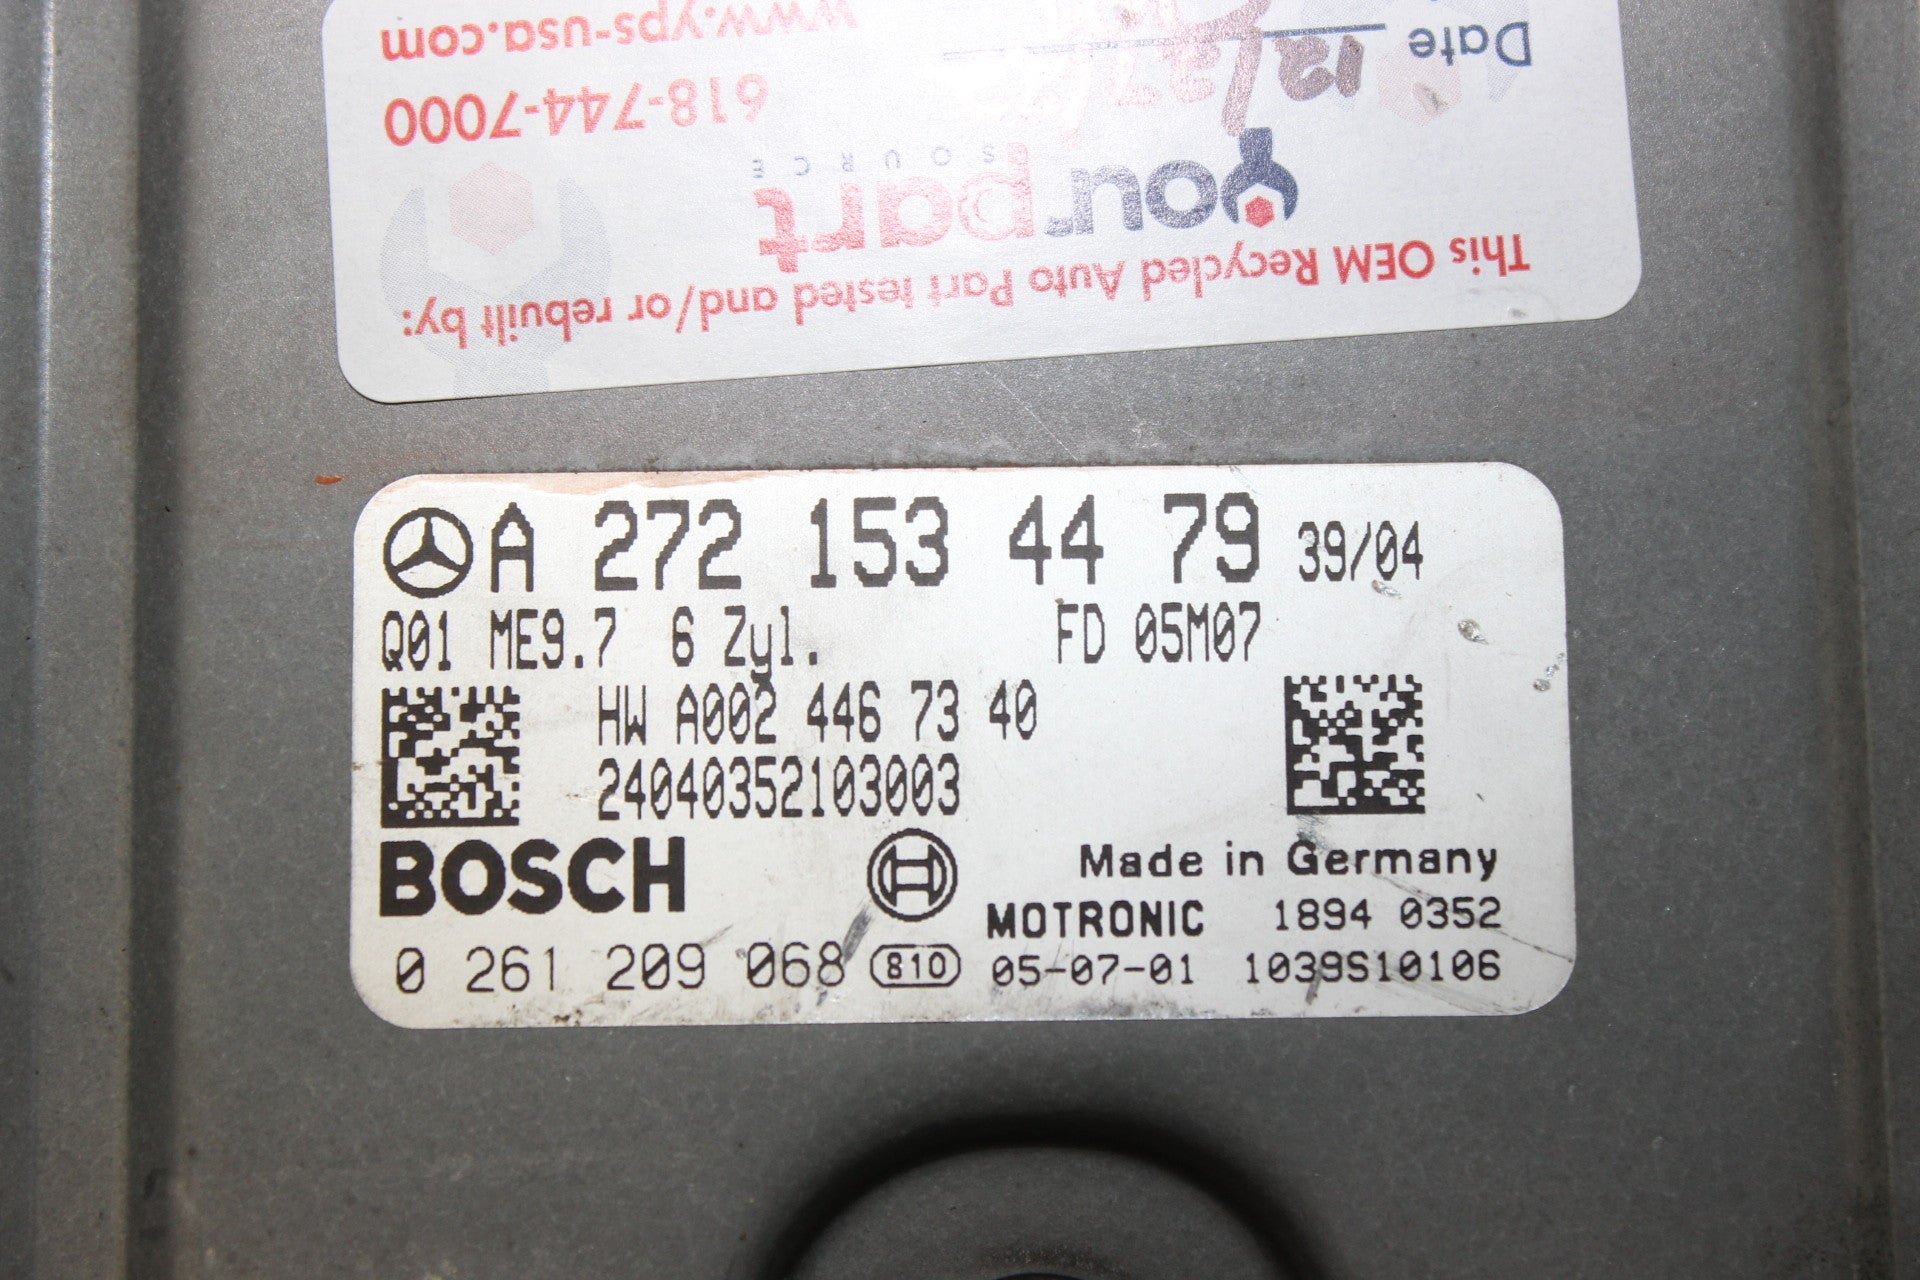 This OEM Recycled Auto Part tested and/or rebuilt by:
yourpart
SOURCE
618-744-7000
www.yps-usa.com
Date
A 272 153 44 79 39/04
Q01 ME9.7 6 Zyl. FD 05M07
HW A002 446 73 40
24040352103003
BOSCH Made in Germany
MOTRONIC 1894 0352
0 261 209 068 810 05-07-01 1039S10106